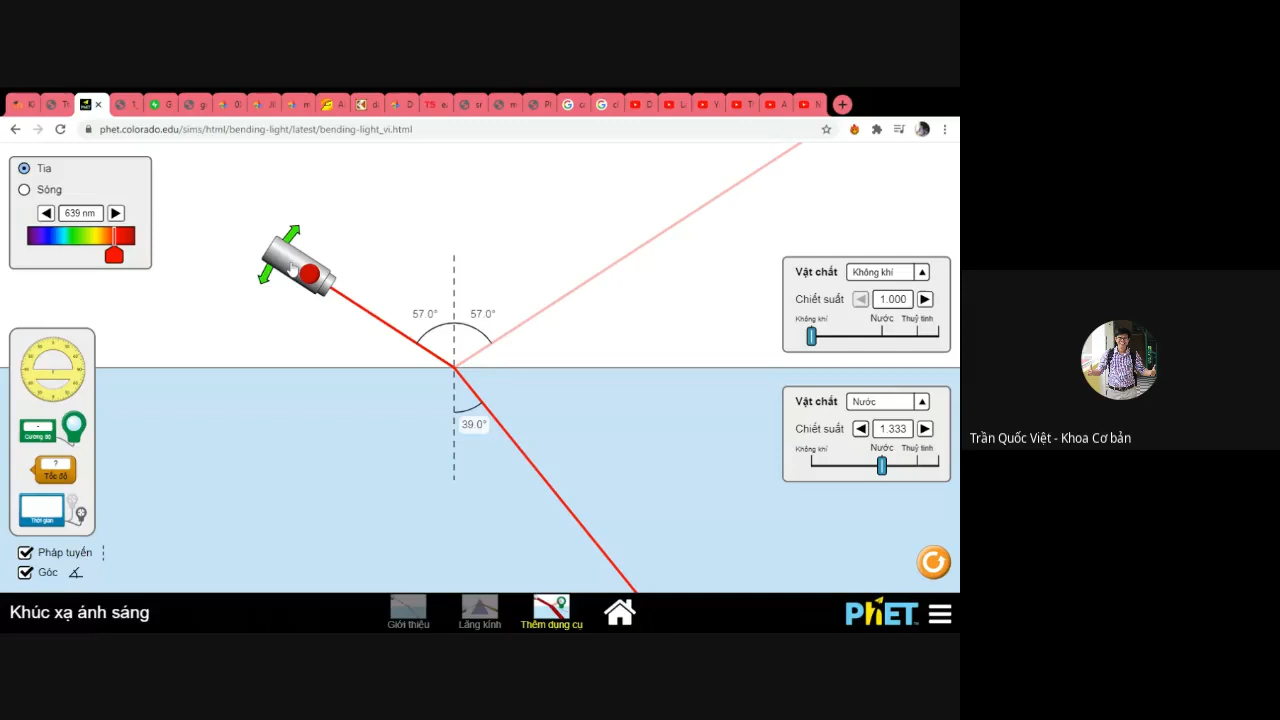 phet.colorado.edu/sims/html/bending-light/latest/bending-light_vi.html
Tia
Sóng
639 nm
57.0°
57.0°
39.0°
Vật chất
Không khí
Chiết suất
1.000
Không khí
Nước
Thuỷ tinh
Vật chất
Nước
Chiết suất
1.333
Không khí
Nước
Thuỷ tinh
Cường độ
?
Tốc độ
Thời gian
Pháp tuyến
Góc
Khúc xạ ánh sáng
Giới thiệu
Lăng kính
Thêm dụng cụ
PhET
Trần Quốc Việt - Khoa Cơ bản